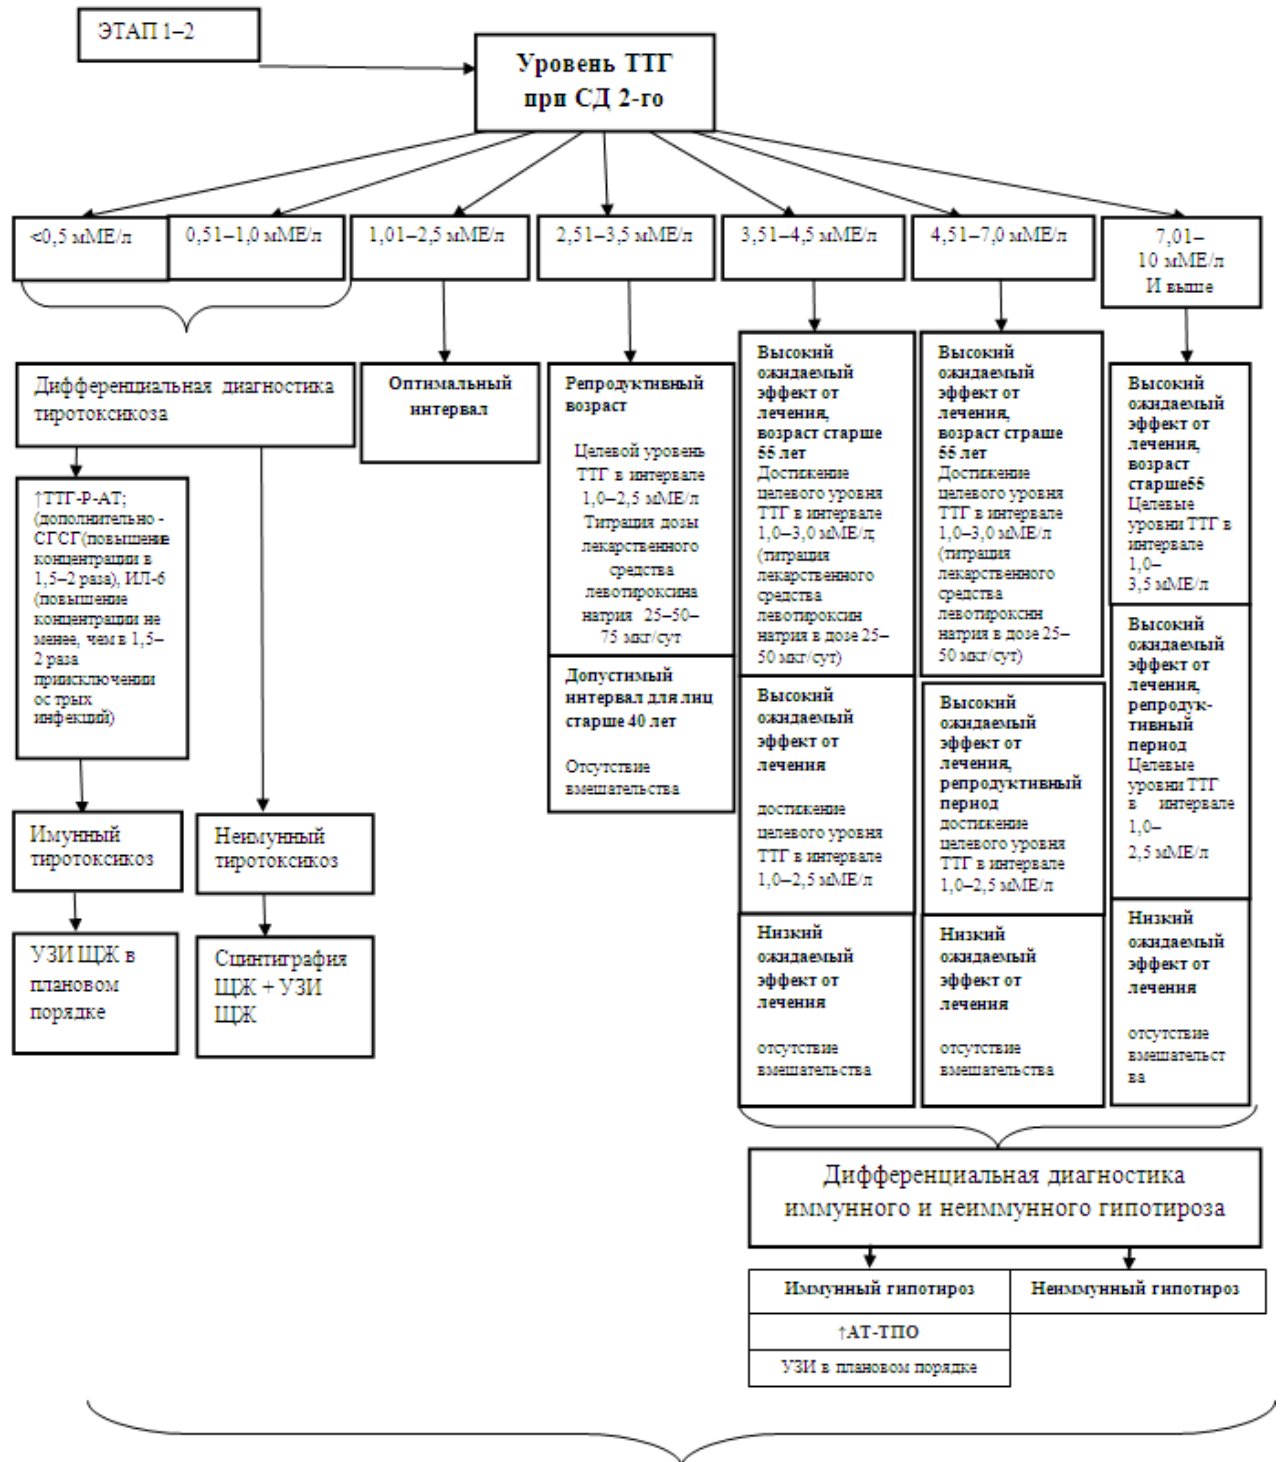 ЭТАП 1–2
Уровень ТТГ
при СД 2-го
<0,5 мМЕ/л
0,51–1,0 мМЕ/л
1,01–2,5 мМЕ/л
2,51–3,5 мМЕ/л
3,51–4,5 мМЕ/л
4,51–7,0 мМЕ/л
7,01–
10 мМЕ/л
И выше
Дифференциальная диагностика
тиротоксикоза
↑ТТГ-Р-АТ;
(дополнительно -
СГСГ(повышение
концентрации в
1,5–2 раза), ИЛ-6
(повышение
концентрации не
менее, чем в 1,5–
2 раза
приисключении
ос трых
инфекций)
Имунный
тиротоксикоз
УЗИ ЩЖ в
плановом
порядке
Неимунный
тиротоксикоз
Сцинтиграфия
ЩЖ + УЗИ
ЩЖ
Оптимальный
интервал
Репродуктивный
возраст
Целевой уровень
ТТГ в интервале
1,0–2,5 мМЕ/л
Титрация дозы
лекарственного
средства
левотироксина
натрия 25–50–
75 мкг/сут
Допустимый
интервал для лиц
старше 40 лет
Отсутствие
вмешательства
Высокий
ожидаемый
эффект от
лечения,
возраст старше
55 лет
Достижение
целевого уровня
ТТГ в интервале
1,0–3,0 мМЕ/л;
(титрация
лекарственного
средства
левотироксин
натрия в дозе 25–
50 мкг/сут)
Высокий
ожидаемый
эффект от
лечения
достижение
целевого уровня
ТТГ в интервале
1,0–2,5 мМЕ/л
Низкий
ожидаемый
эффект от
лечения
отсутствие
вмешательства
Высокий
ожидаемый
эффект от
лечения,
возраст страше
55 лет
Достижение
целевого уровня
ТТГ в интервале
1,0–3,0 мМЕ/л
(титрация
лекарственного
средства
левотироксин
натрия в дозе 25–
50 мкг/сут)
Высокий
ожидаемый
эффект от
лечения,
репродуктивный
период
достижение
целевого уровня
ТТГ в интервале
1,0–2,5 мМЕ/л
Низкий
ожидаемый
эффект от
лечения
отсутствие
вмешательства
Высокий
ожидаемый
эффект от
лечения,
возраст
старше55
Целевые
уровни ТТГ в
интервале
1,0–
3,5 мМЕ/л
Высокий
ожидаемый
эффект от
лечения,
репродук-
тивный
период
Целевые
уровни ТТГ
в интервале
1,0–
2,5 мМЕ/л
Низкий
ожидаемый
эффект от
лечения
отсутствие
вмешательст
ва
Дифференциальная диагностика
иммунного и неиммунного гипотироза
Иммунный гипотироз
Неиммунный гипотироз
↑АТ-ТПО
УЗИ в плановом порядке